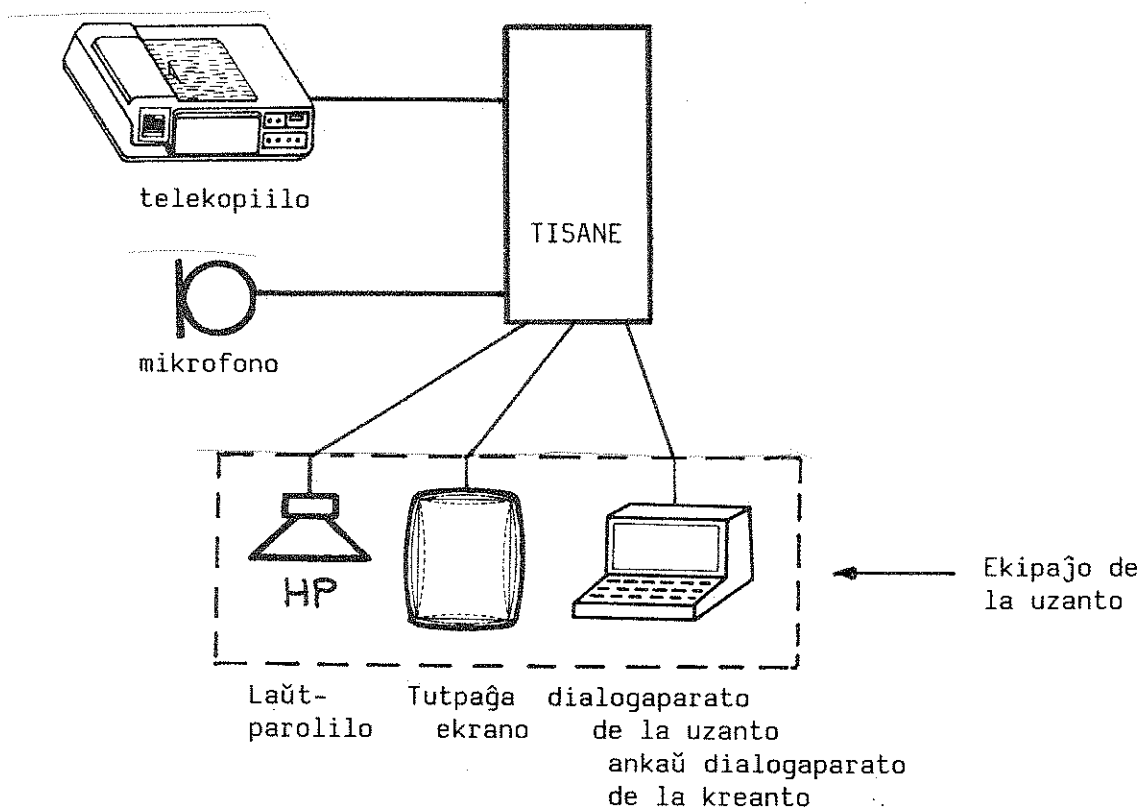 telekopiilo
TISANE
mikrofono
HP
Ekipaĵo de
la uzanto
Laŭt-
parolilo
Tutpaĝa
ekrano
dialogaparato
de la uzanto
ankaŭ dialogaparato
de la kreanto